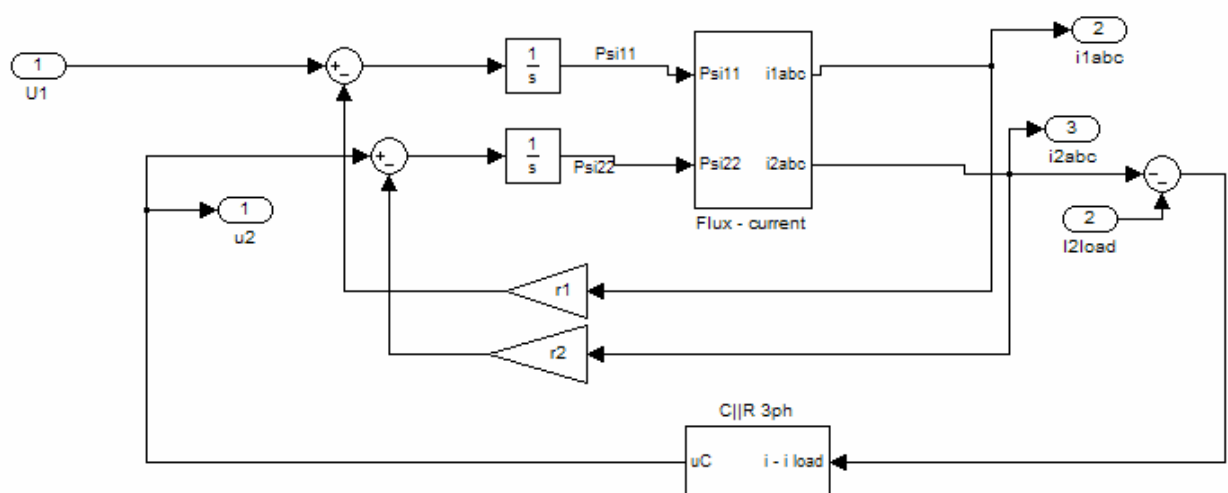 1
U1
+
-
1
s
Psi11
Psi11
i1abc
2
i1abc
+
-
1
s
Psi22
Psi22
i2abc
3
i2abc
-
-
1
u2
Flux - current
2
I2load
r1
r2
C||R 3ph
uC
i - i load